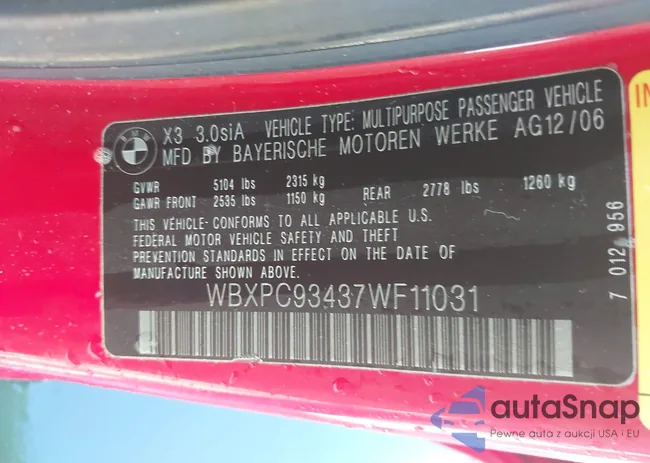 BMW
X3 3.0siA VEHICLE TYPE: MULTIPURPOSE PASSENGER VEHICLE
MFD BY BAYERISCHE MOTOREN WERKE AG12/06
GVWR 5104 lbs 2315 kg
GAWR FRONT 2535 lbs 1150 kg REAR 2778 lbs 1260 kg
THIS VEHICLE CONFORMS TO ALL APPLICABLE U.S.
FEDERAL MOTOR VEHICLE SAFETY AND THEFT
PREVENTION STANDARDS IN EFFECT ON THE DATE OF
MANUFACTURE SHOWN ABOVE.
WBXPC93437WF11031
7 012 956
IN
autaSnap
Pewne auta z aukcji USA i EU